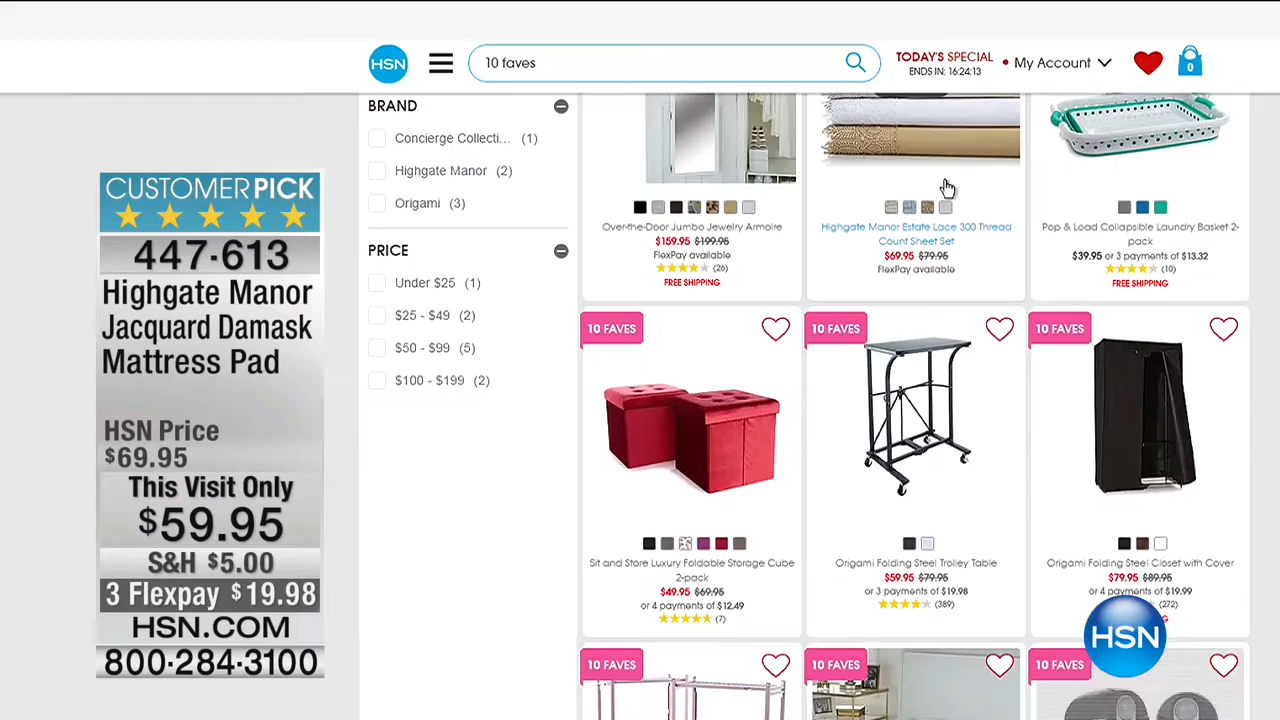 HSN
10 faves
TODAY'S SPECIAL
ENDS IN: 16:24:13
My Account
0
CUSTOMER PICK
447-613
Highgate Manor
Jacquard Damask
Mattress Pad
HSN Price
$69.95
This Visit Only
$59.95
S&H $5.00
3 Flexpay $19.98
HSN.COM
800-284-3100
BRAND
Concierge Collecti... (1)
Highgate Manor (2)
Origami (3)
PRICE
Under $25 (1)
$25 - $49 (2)
$50 - $99 (5)
$100 - $199 (2)
Over-the-Door Jumbo Jewelry Armoire
$159.95 $199.95
FlexPay available
(26)
FREE SHIPPING
Highgate Manor Estate Lace 300 Thread
Count Sheet Set
$69.95 $79.95
FlexPay available
Pop & Load Collapsible Laundry Basket 2-
pack
$39.95 or 3 payments of $13.32
(10)
FREE SHIPPING
10 FAVES
Sit and Store Luxury Foldable Storage Cube
2-pack
$49.95 $69.95
or 4 payments of $12.49
(7)
10 FAVES
Origami Folding Steel Trolley Table
$59.95 $79.95
or 3 payments of $19.98
(389)
10 FAVES
Origami Folding Steel Closet with Cover
$79.95 $89.95
or 4 payments of $19.99
(272)
HSN
10 FAVES
10 FAVES
10 FAVES